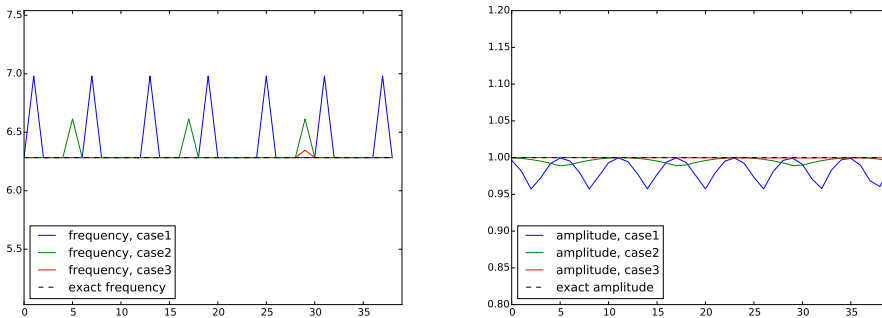 7.5
7.0
6.5
6.0
5.5
0 5 10 15 20 25 30 35
frequency, case1
frequency, case2
frequency, case3
exact frequency
1.20
1.15
1.10
1.05
1.00
0.95
0.90
0.85
0.80
0 5 10 15 20 25 30 35
amplitude, case1
amplitude, case2
amplitude, case3
exact amplitude